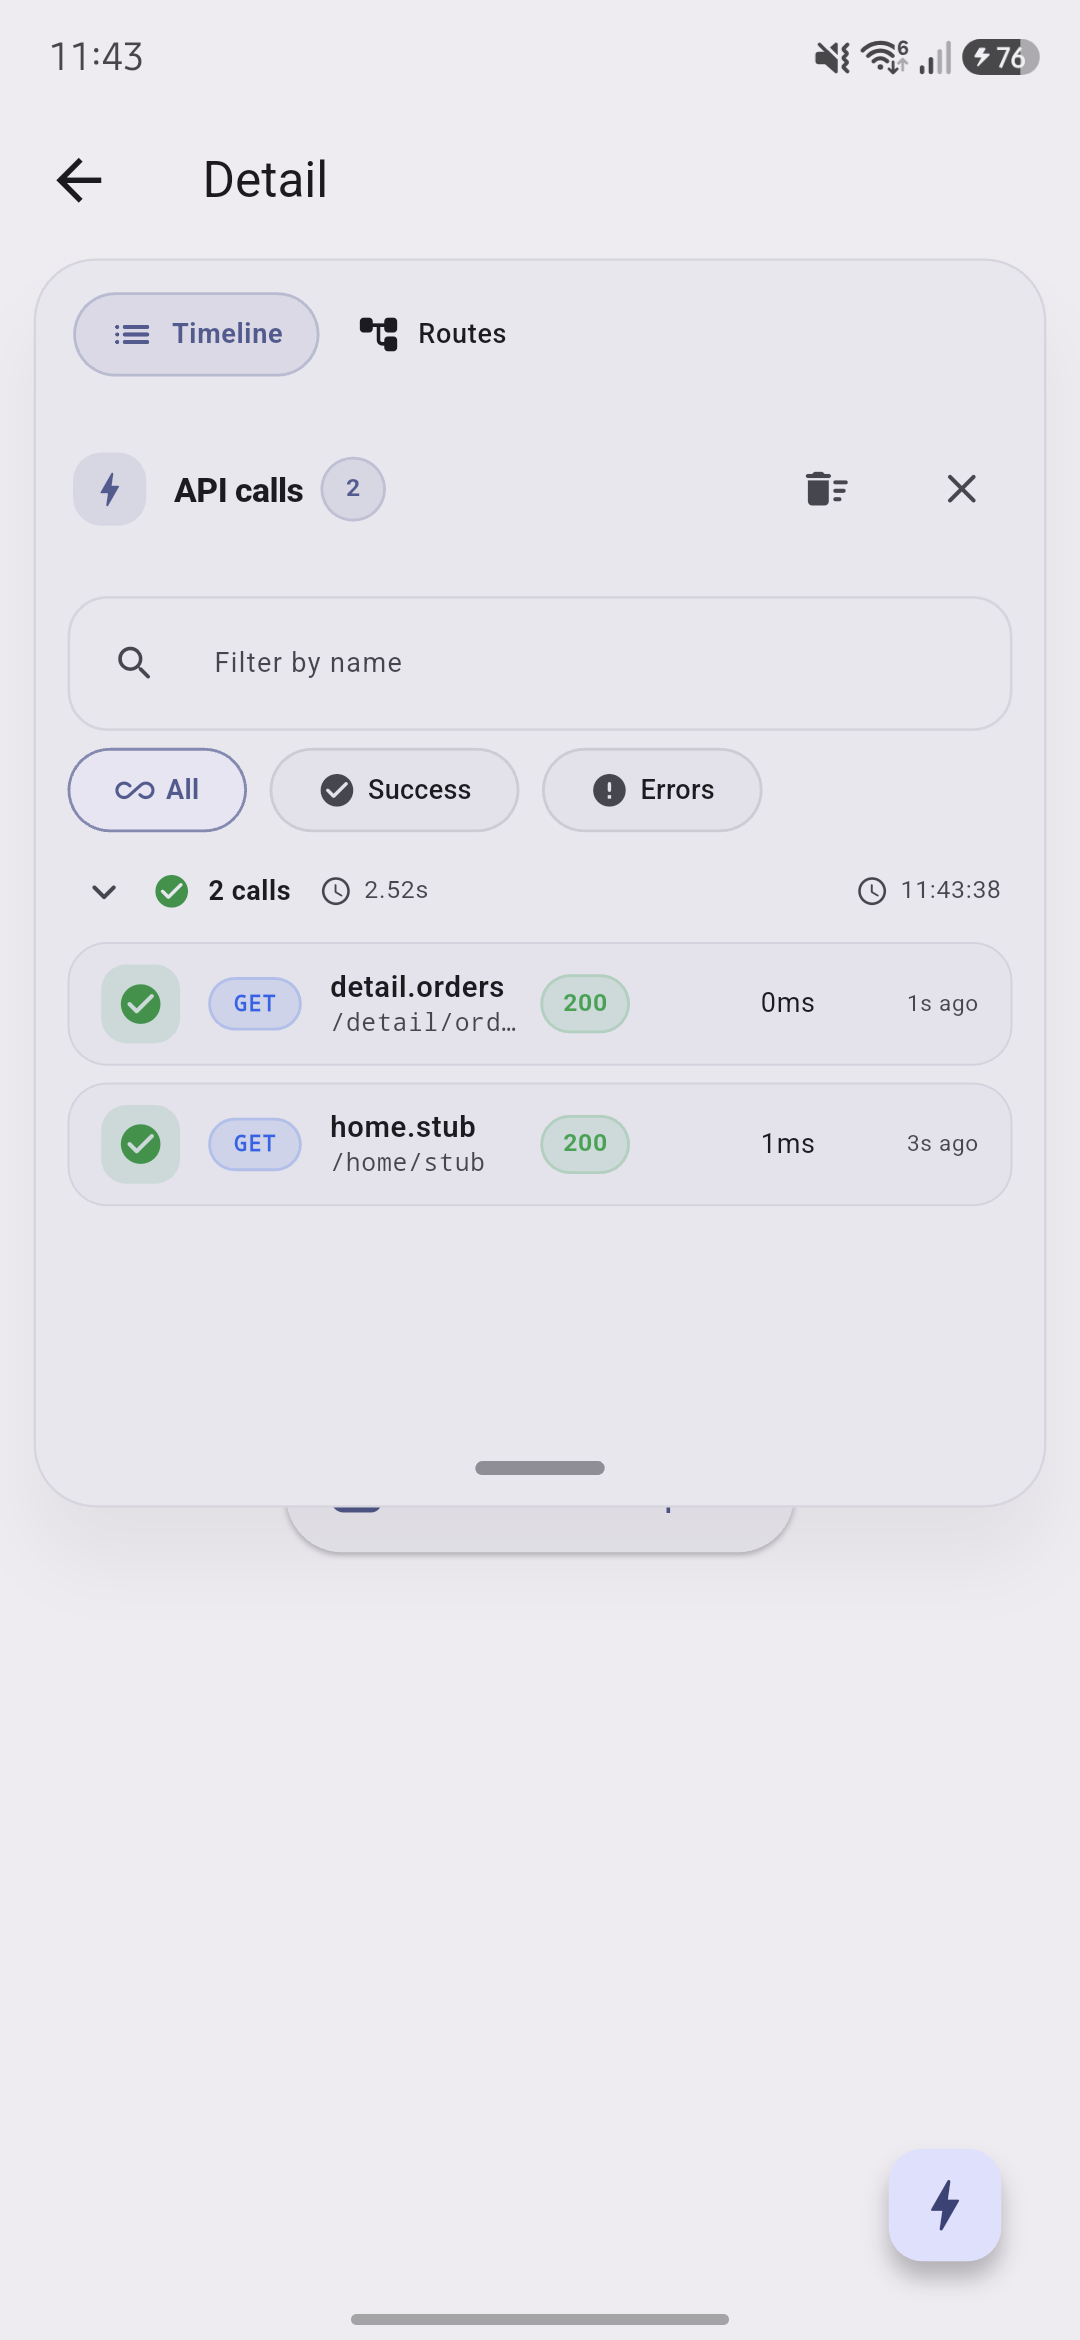 11:43
6
76
Detail
Timeline Routes
API calls 2
Filter by name
All Success Errors
2 calls 2.52s 11:43:38
GET detail.orders 200 0ms 1s ago
/detail/ord…
GET home.stub 200 1ms 3s ago
/home/stub